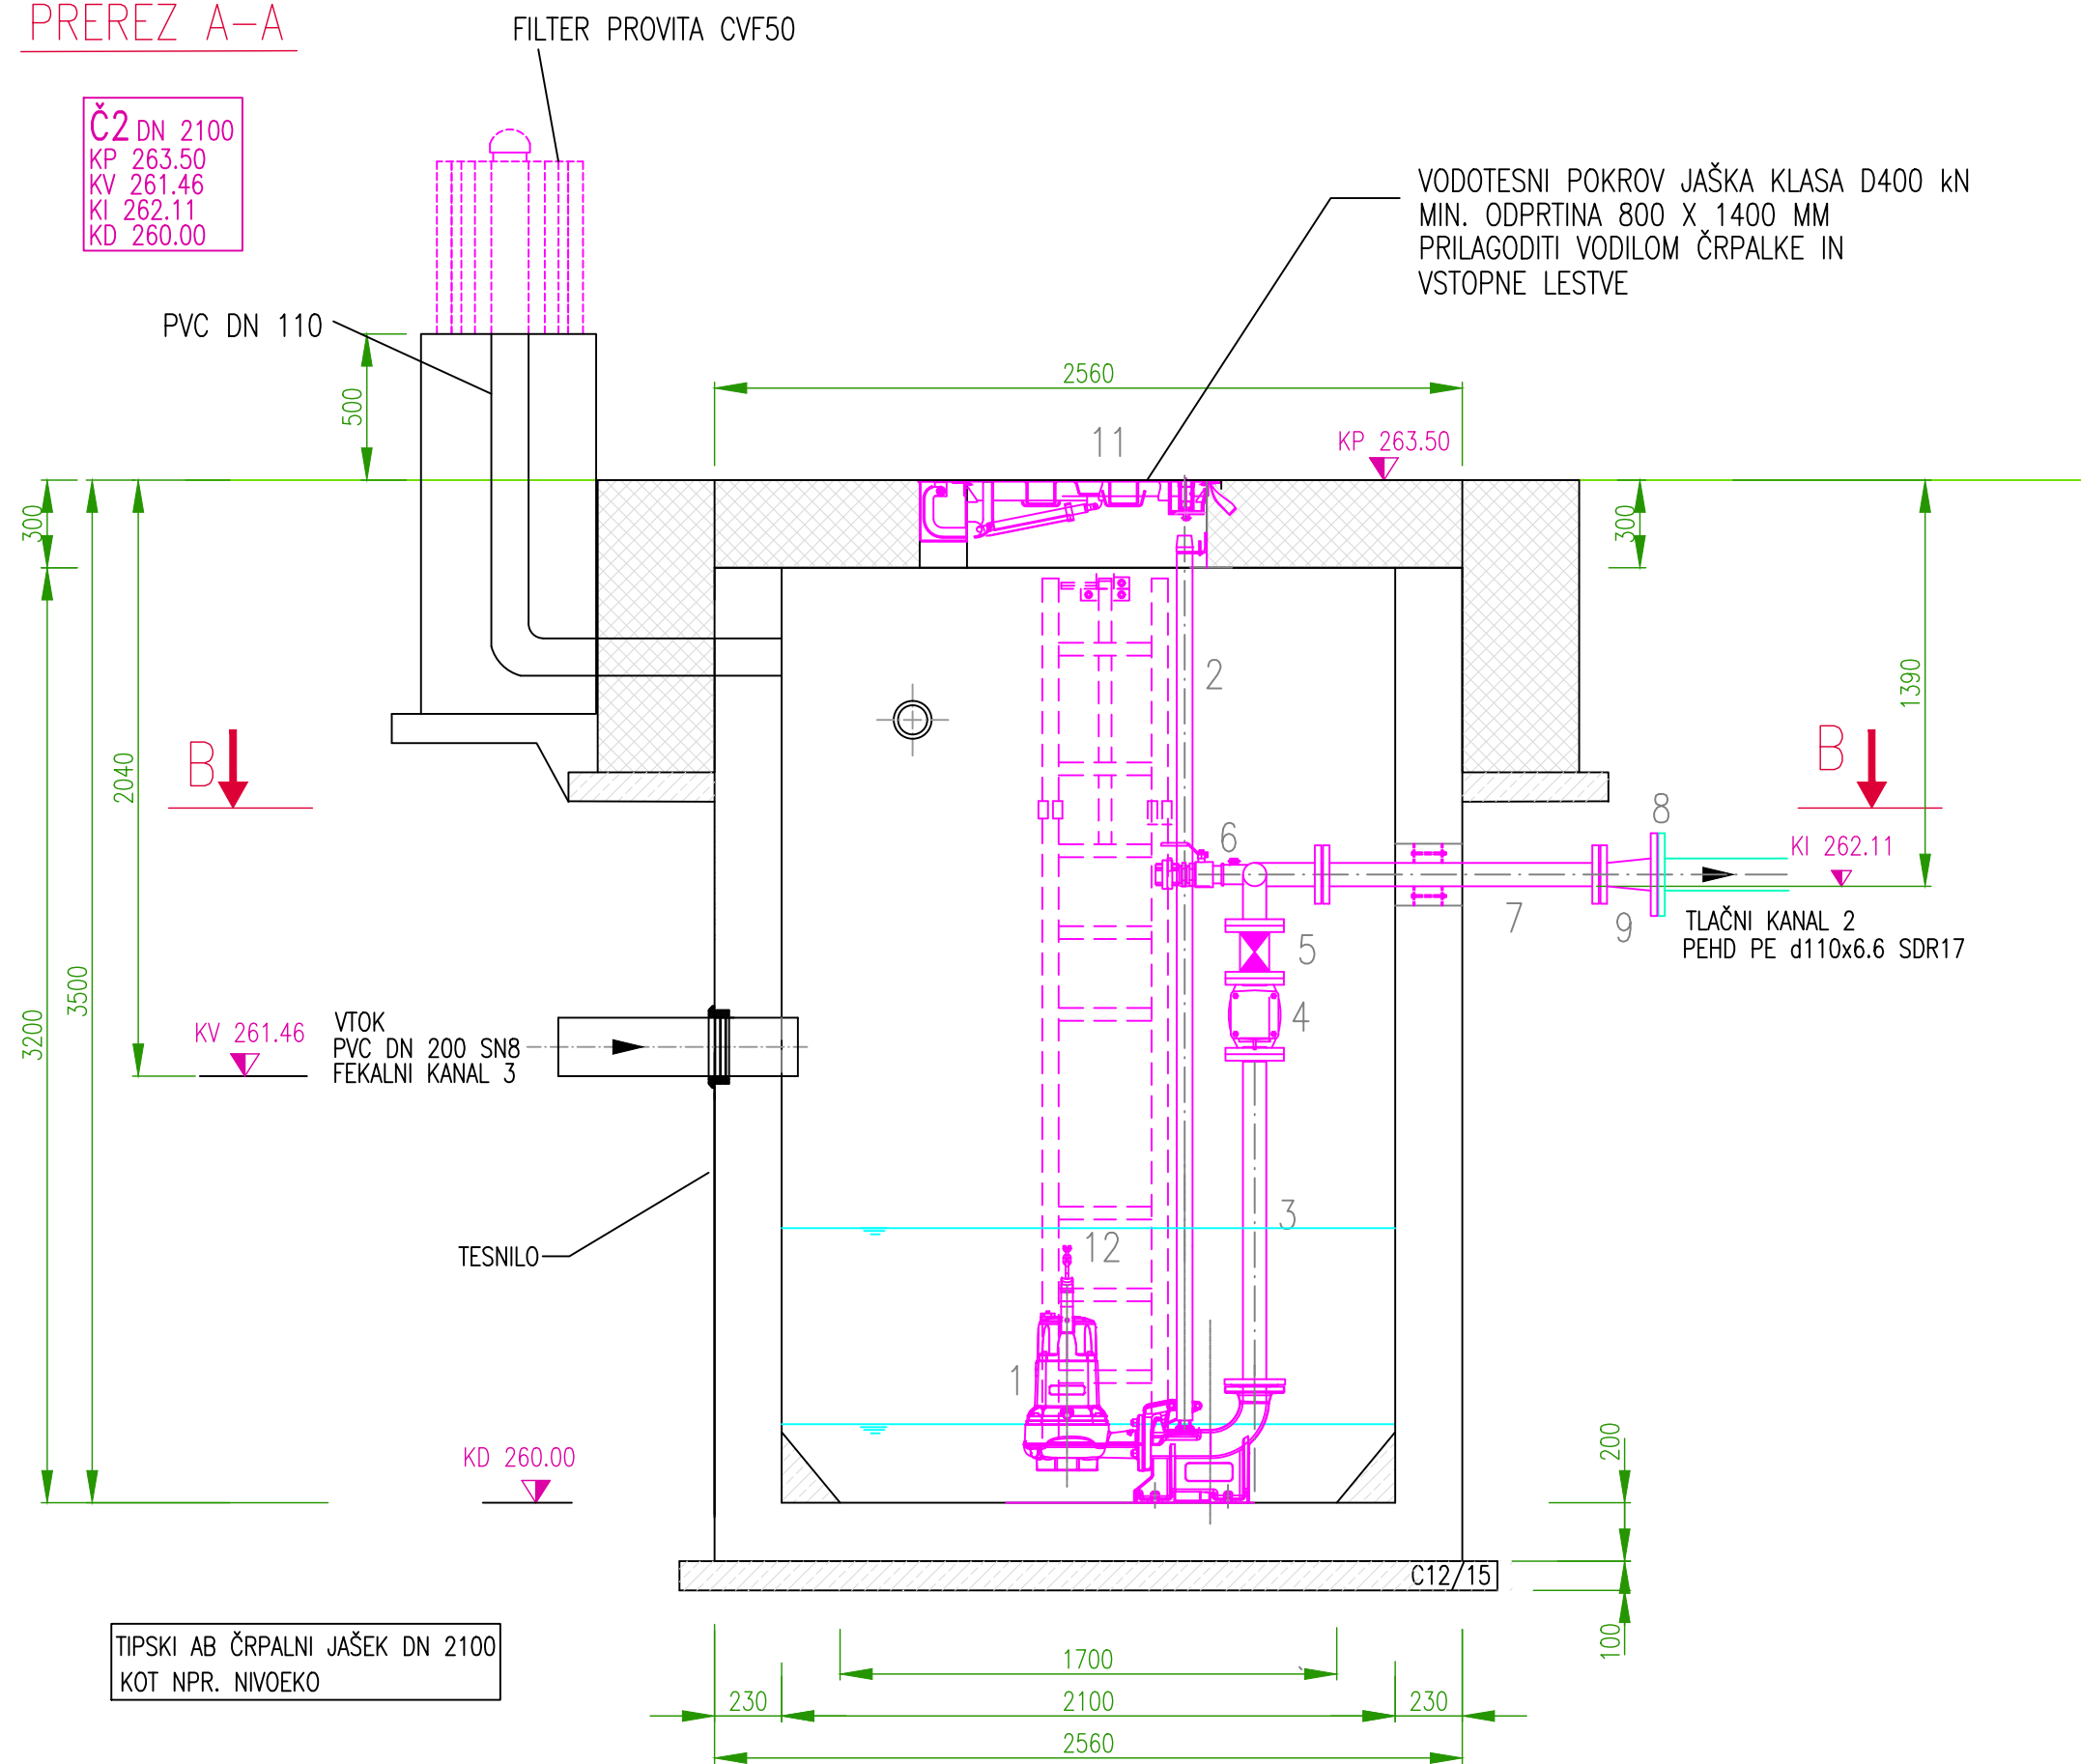 PREREZ A-A
FILTER PROVITA CVF50
Č2 DN 2100
KP 263.50
KV 261.46
KI 262.11
KD 260.00
VODOTESNI POKROV JAŠKA KLASA D400 kN
MIN. ODPRTINA 800 X 1400 MM
PRILAGODITI VODILOM ČRPALKE IN
VSTOPNE LESTVE
PVC DN 110
2560
500
11
KP 263.50
300
300
2
1390
2040
B
B
8
6
KI 262.11
7
9
TLAČNI KANAL 2
PEHD PE d110x6.6 SDR17
5
4
3500
3200
KV 261.46
VTOK
PVC DN 200 SN8
FEKALNI KANAL 3
3
12
TESNILO
1
KD 260.00
200
C12/15
100
TIPSKI AB ČRPALNI JAŠEK DN 2100
KOT NPR. NIVOEKO
1700
230
2100
230
2560